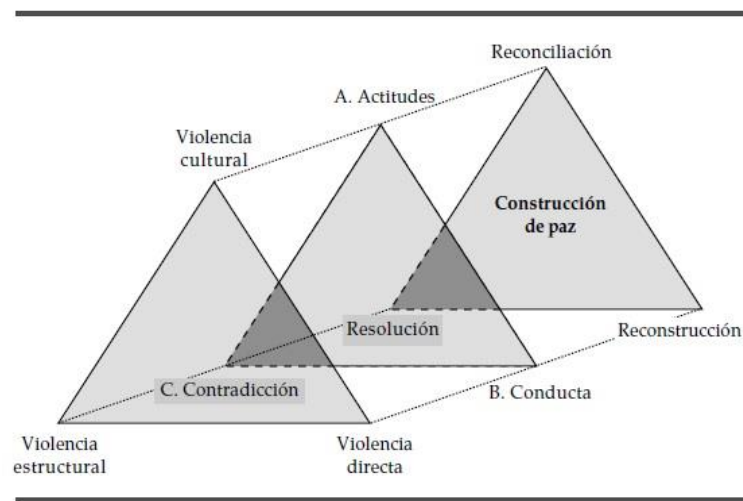 Reconciliación
A. Actitudes
Violencia
cultural
Construcción
de paz
Resolución
Reconstrucción
C. Contradicción
B. Conducta
Violencia
estructural
Violencia
directa